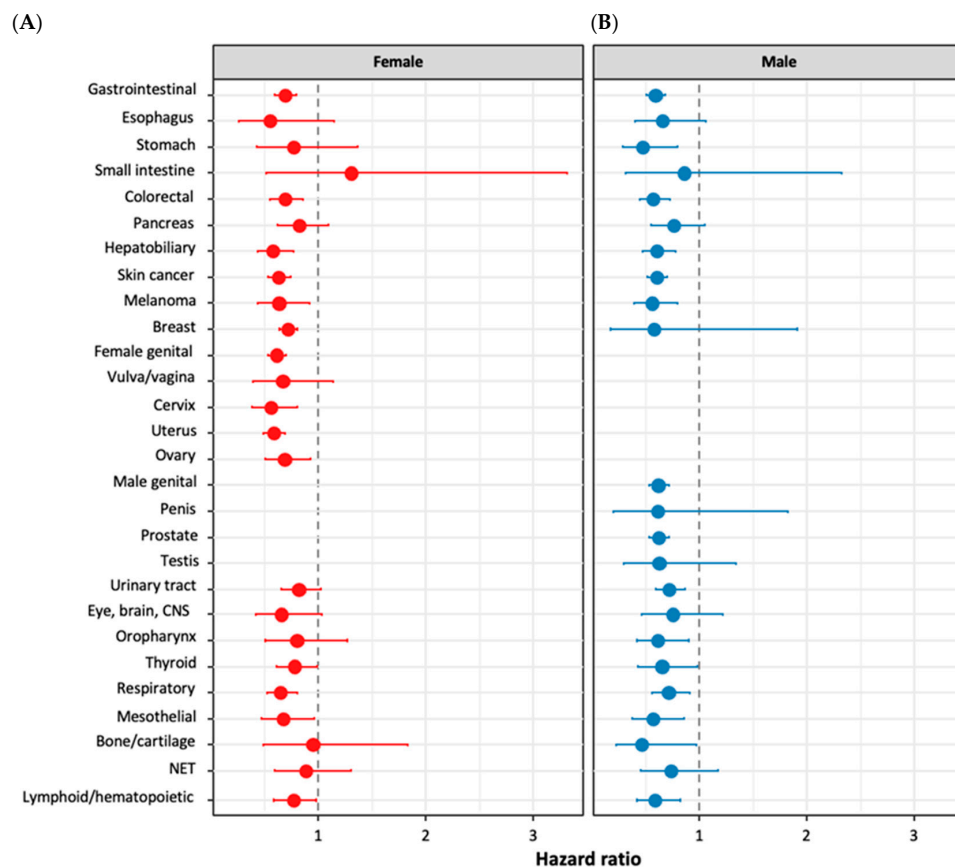 (A)
(B)
Female
Male
Gastrointestinal
Esophagus
Stomach
Small intestine
Colorectal
Pancreas
Hepatobiliary
Skin cancer
Melanoma
Breast
Female genital
Vulva/vagina
Cervix
Uterus
Ovary
Male genital
Penis
Prostate
Testis
Urinary tract
Eye, brain, CNS
Oropharynx
Thyroid
Respiratory
Mesothelial
Bone/cartilage
NET
Lymphoid/hematopoietic
1 2 3 1 2 3
Hazard ratio